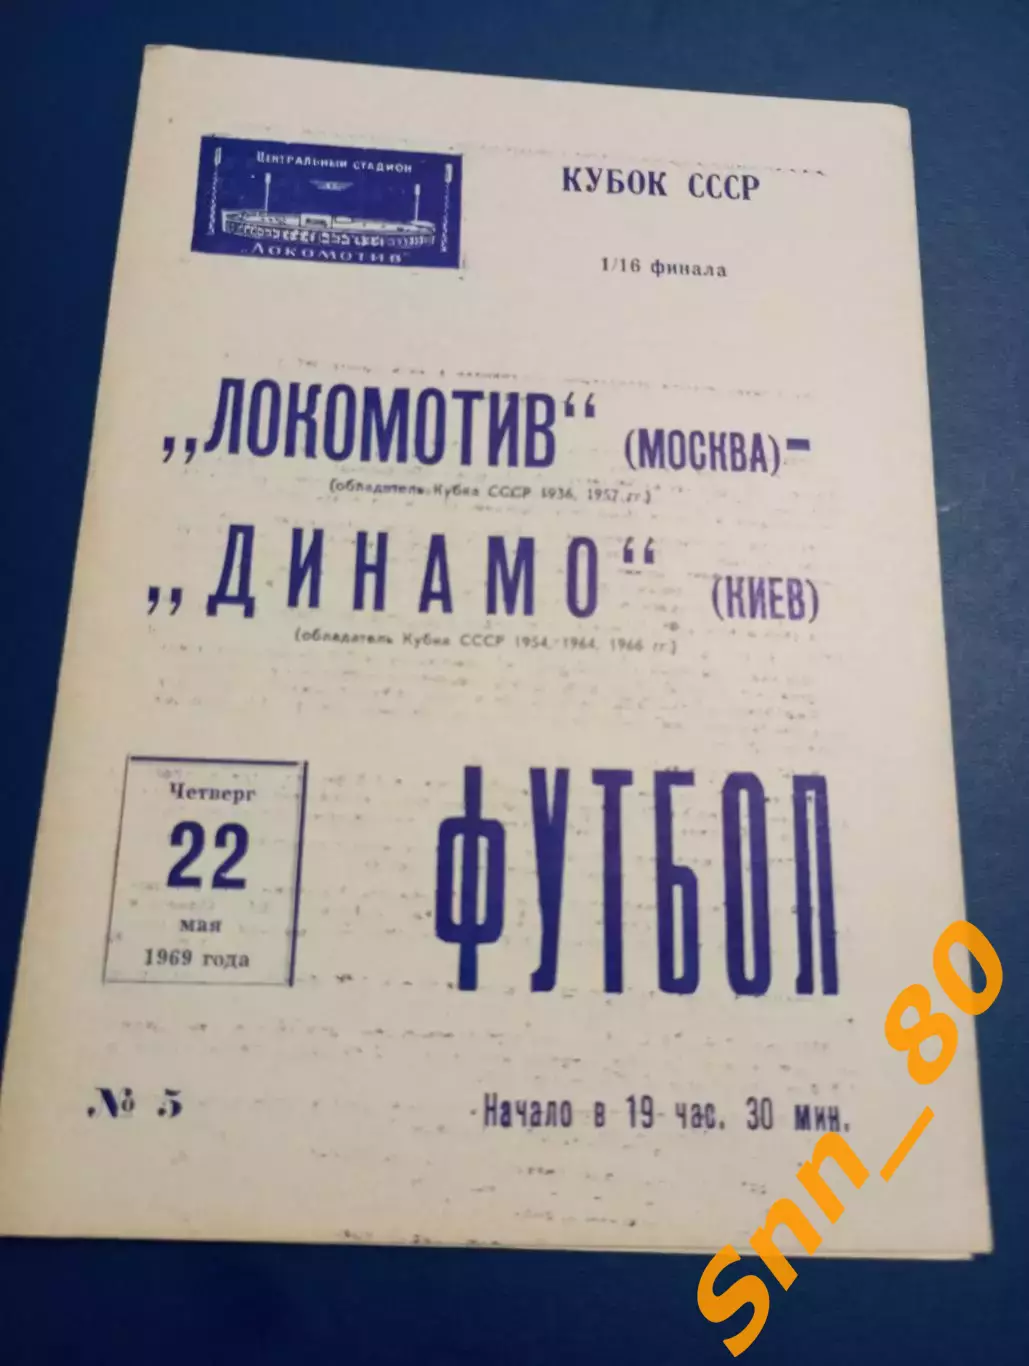 Центральный стадион
„Локомотив"
КУБОК СССР
1/16 финала
„ЛОКОМОТИВ“ (МОСКВА)-
(обладатель Кубка СССР 1936, 1957 гг.)
„ДИНАМО“ (КИЕВ)
(обладатель Кубка СССР 1954, 1964, 1966 гг.)
Четверг
22
мая
1969 года
ФУТБОЛ
№ 5
Начало в 19 час. 30 мин.
Snn_80